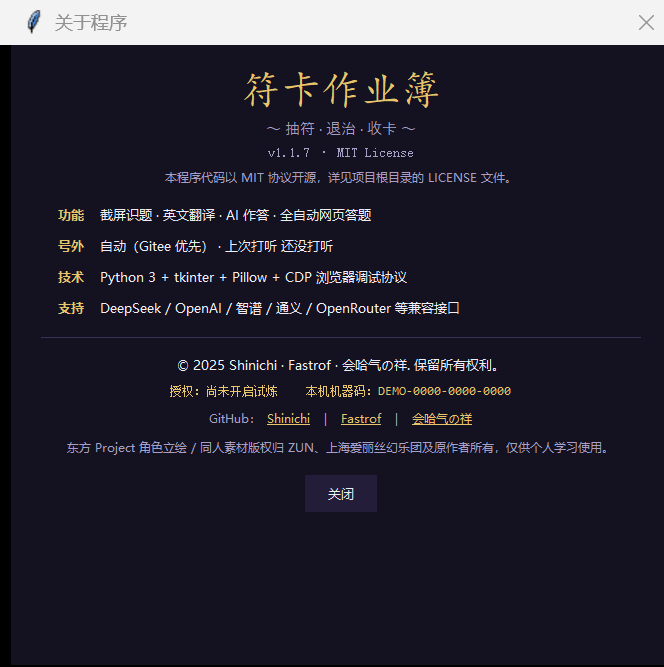 关于程序
符卡作业簿
～ 抽符 · 退治 · 收卡 ～
v1.1.7 · MIT License
本程序代码以 MIT 协议开源，详见项目根目录的 LICENSE 文件。
功能 截屏识题 · 英文翻译 · AI 作答 · 全自动网页答题
号外 自动（Gitee 优先） · 上次打听 还没打听
技术 Python 3 + tkinter + Pillow + CDP 浏览器调试协议
支持 DeepSeek / OpenAI / 智谱 / 通义 / OpenRouter 等兼容接口
© 2025 Shinichi · Fastrof · 会哈气の祥. 保留所有权利。
授权：尚未开启试炼 本机机器码：DEMO-0000-0000-0000
GitHub: Shinichi | Fastrof | 会哈气の祥
东方 Project 角色立绘 / 同人素材版权归 ZUN、上海爱丽丝幻乐团及原作者所有，仅供个人学习使用。
关闭